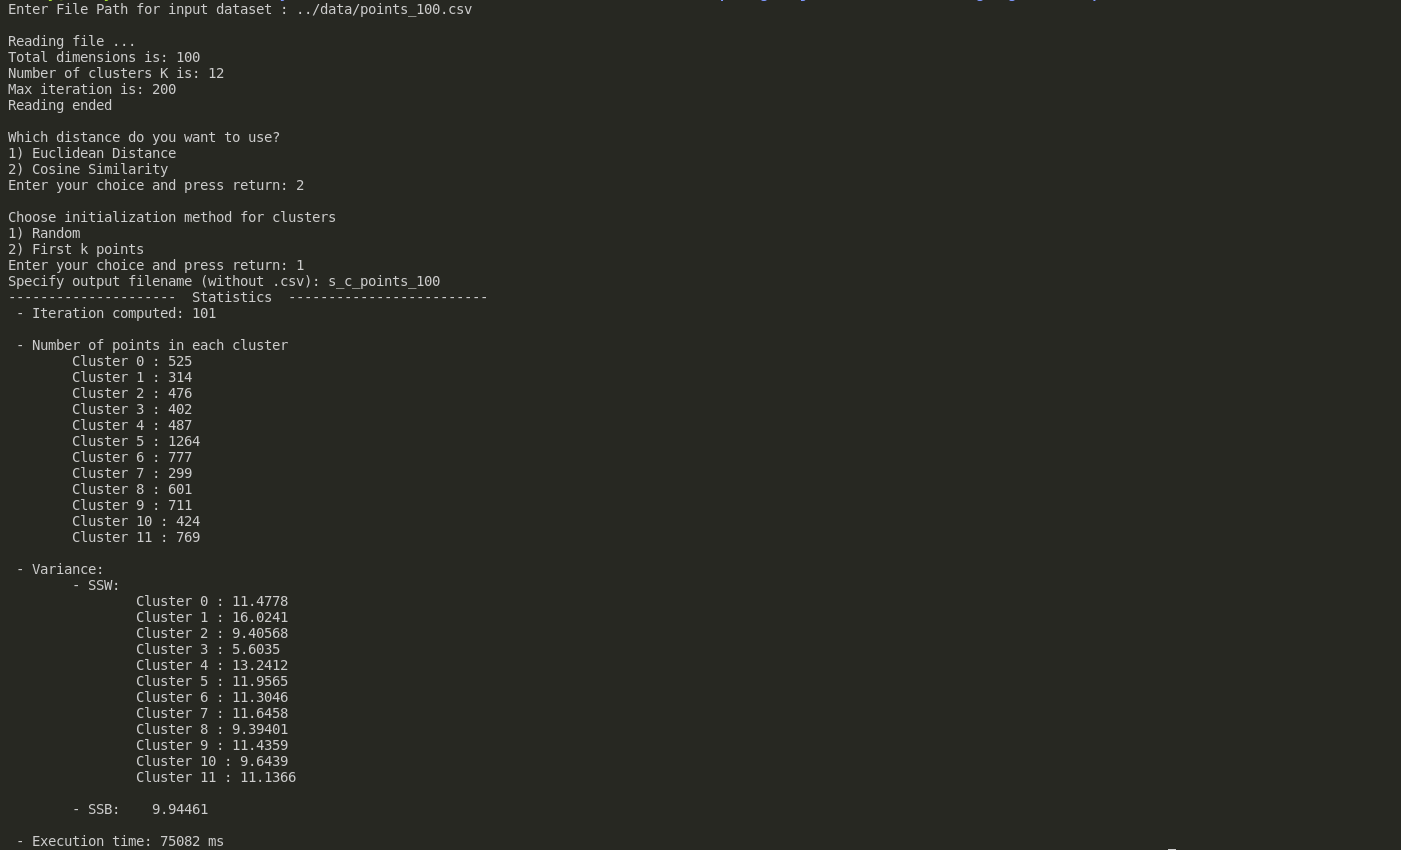 Enter File Path for input dataset : ../data/points_100.csv
Reading file ...
Total dimensions is: 100
Number of clusters K is: 12
Max iteration is: 200
Reading ended
Which distance do you want to use?
1) Euclidean Distance
2) Cosine Similarity
Enter your choice and press return: 2
Choose initialization method for clusters
1) Random
2) First k points
Enter your choice and press return: 1
Specify output filename (without .csv): s_c_points_100
---------------------  Statistics  -------------------------
 - Iteration computed: 101
 - Number of points in each cluster
        Cluster 0 : 525
        Cluster 1 : 314
        Cluster 2 : 476
        Cluster 3 : 402
        Cluster 4 : 487
        Cluster 5 : 1264
        Cluster 6 : 777
        Cluster 7 : 299
        Cluster 8 : 601
        Cluster 9 : 711
        Cluster 10 : 424
        Cluster 11 : 769
 - Variance:
        - SSW:
                Cluster 0 : 11.4778
                Cluster 1 : 16.0241
                Cluster 2 : 9.40568
                Cluster 3 : 5.6035
                Cluster 4 : 13.2412
                Cluster 5 : 11.9565
                Cluster 6 : 11.3046
                Cluster 7 : 11.6458
                Cluster 8 : 9.39401
                Cluster 9 : 11.4359
                Cluster 10 : 9.6439
                Cluster 11 : 11.1366
        - SSB:    9.94461
 - Execution time: 75082 ms